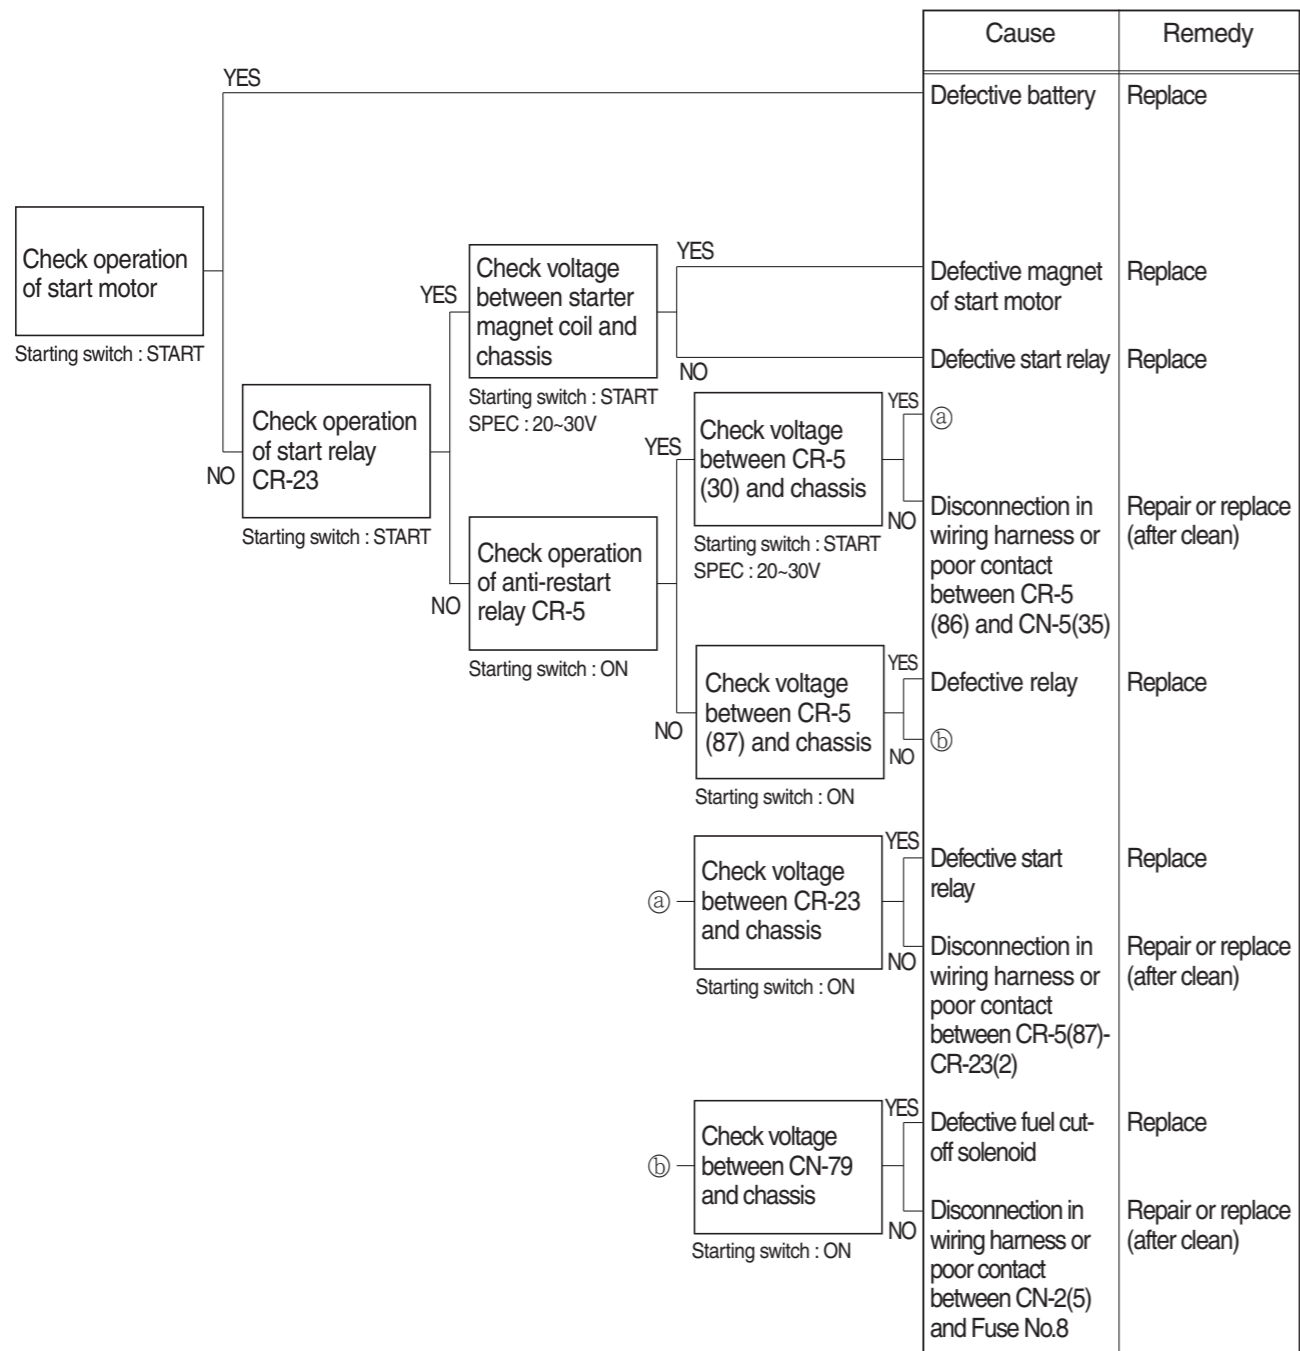 Cause
Remedy
YES
Defective battery
Replace
Check operation
of start motor
Starting switch : START
NO
Check operation
of start relay
CR-23
Starting switch : START
YES
Check voltage
between starter
magnet coil and
chassis
Starting switch : START
SPEC : 20~30V
YES
Defective magnet
of start motor
Replace
NO
Defective start relay
Replace
NO
Check operation
of anti-restart
relay CR-5
Starting switch : ON
YES
Check voltage
between CR-5
(30) and chassis
Starting switch : START
SPEC : 20~30V
YES
ⓐ
NO
Disconnection in
wiring harness or
poor contact
between CR-5
(86) and CN-5(35)
Repair or replace
(after clean)
NO
Check voltage
between CR-5
(87) and chassis
Starting switch : ON
YES
Defective relay
Replace
NO
ⓑ
ⓐ
Check voltage
between CR-23
and chassis
Starting switch : ON
YES
Defective start
relay
Replace
NO
Disconnection in
wiring harness or
poor contact
between CR-5(87)-
CR-23(2)
Repair or replace
(after clean)
ⓑ
Check voltage
between CN-79
and chassis
Starting switch : ON
YES
Defective fuel cut-
off solenoid
Replace
NO
Disconnection in
wiring harness or
poor contact
between CN-2(5)
and Fuse No.8
Repair or replace
(after clean)